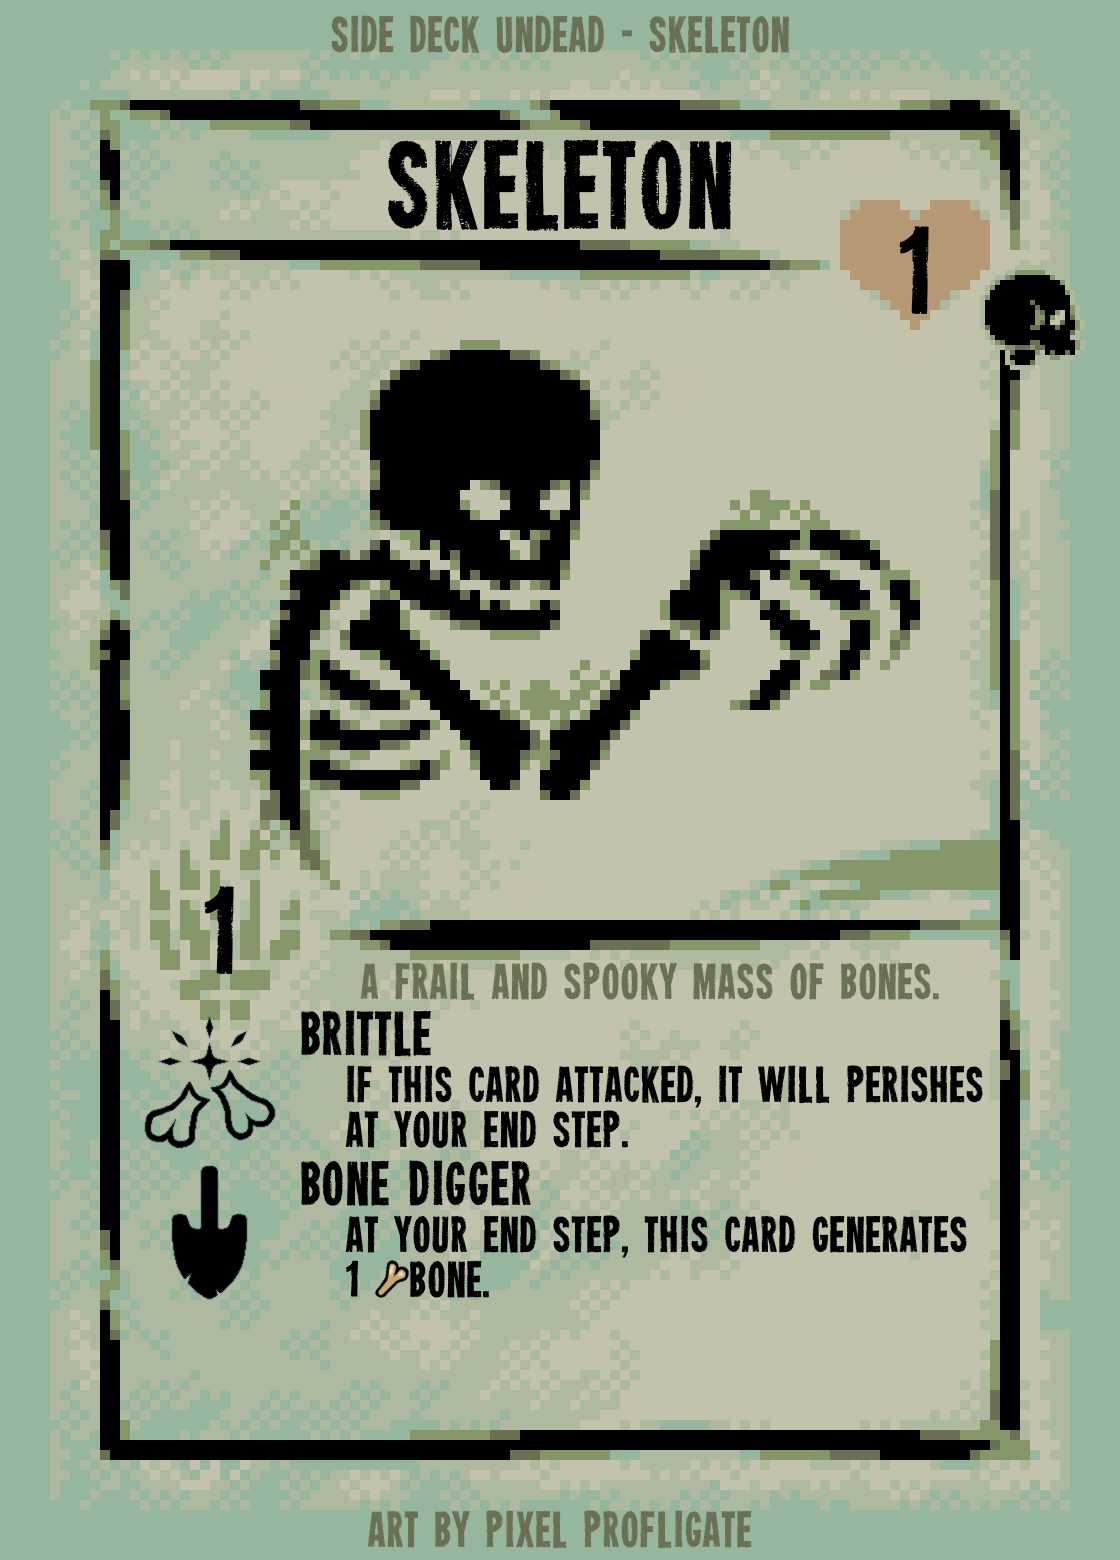 SIDE DECK UNDEAD - SKELETON
SKELETON
1
1
A FRAIL AND SPOOKY MASS OF BONES.
BRITTLE
IF THIS CARD ATTACKED, IT WILL PERISHES
AT YOUR END STEP.
BONE DIGGER
AT YOUR END STEP, THIS CARD GENERATES
1 BONE.
ART BY PIXEL PROFLIGATE